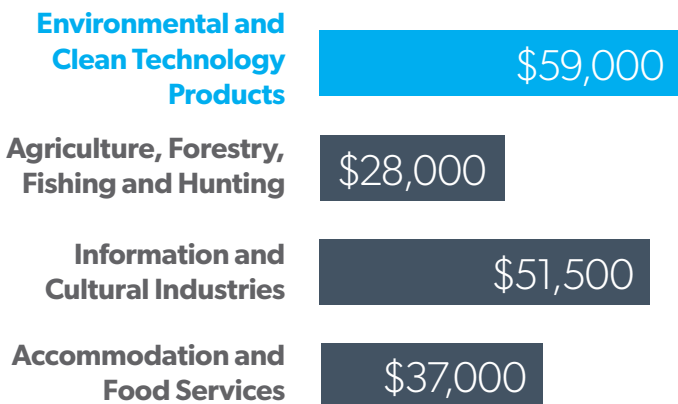 Environmental and
Clean Technology
Products
$59,000
Agriculture, Forestry,
Fishing and Hunting
$28,000
Information and
Cultural Industries
$51,500
Accommodation and
Food Services
$37,000